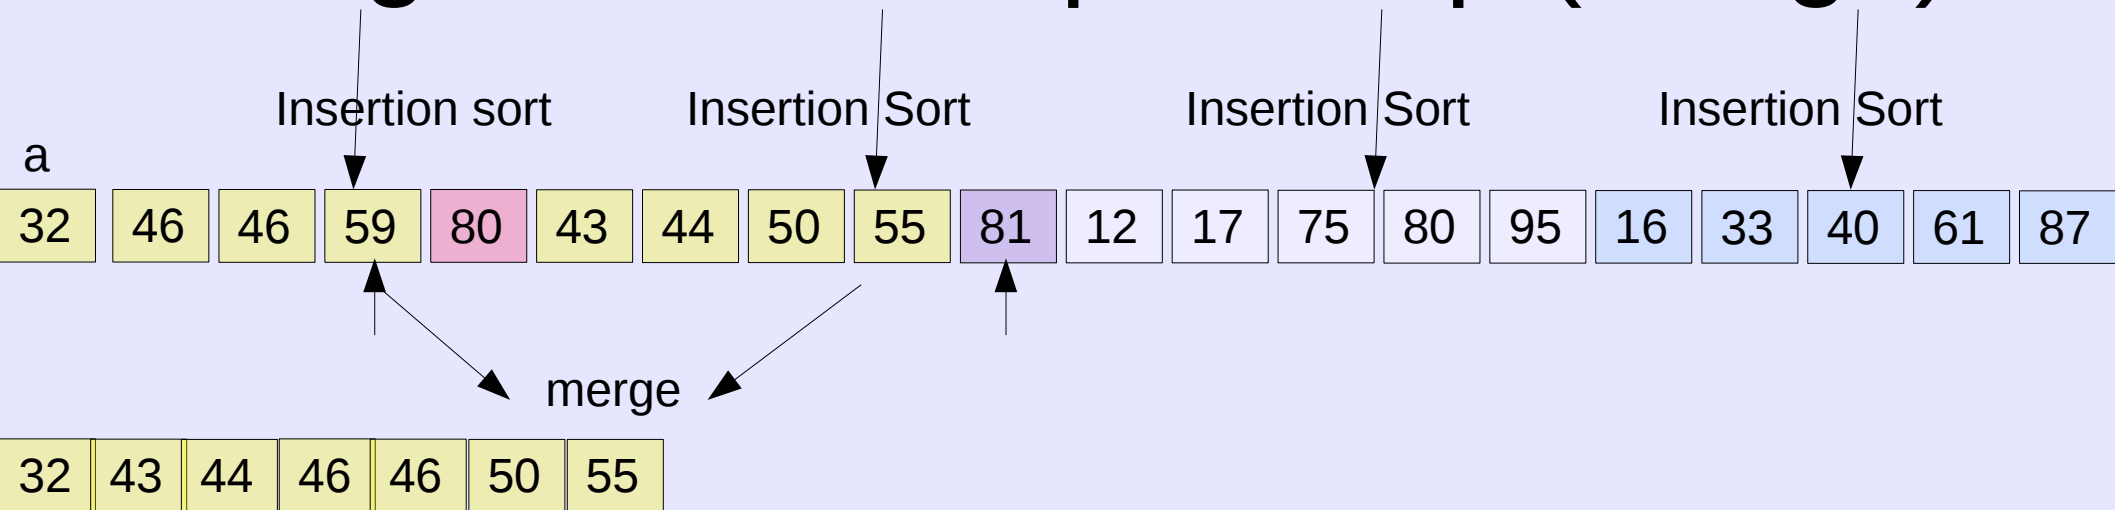 Insertion sort Insertion Sort Insertion Sort Insertion Sort
a
32 46 46 59 80 43 44 50 55 81 12 17 75 80 95 16 33 40 61 87
merge
32 43 44 46 46 50 55